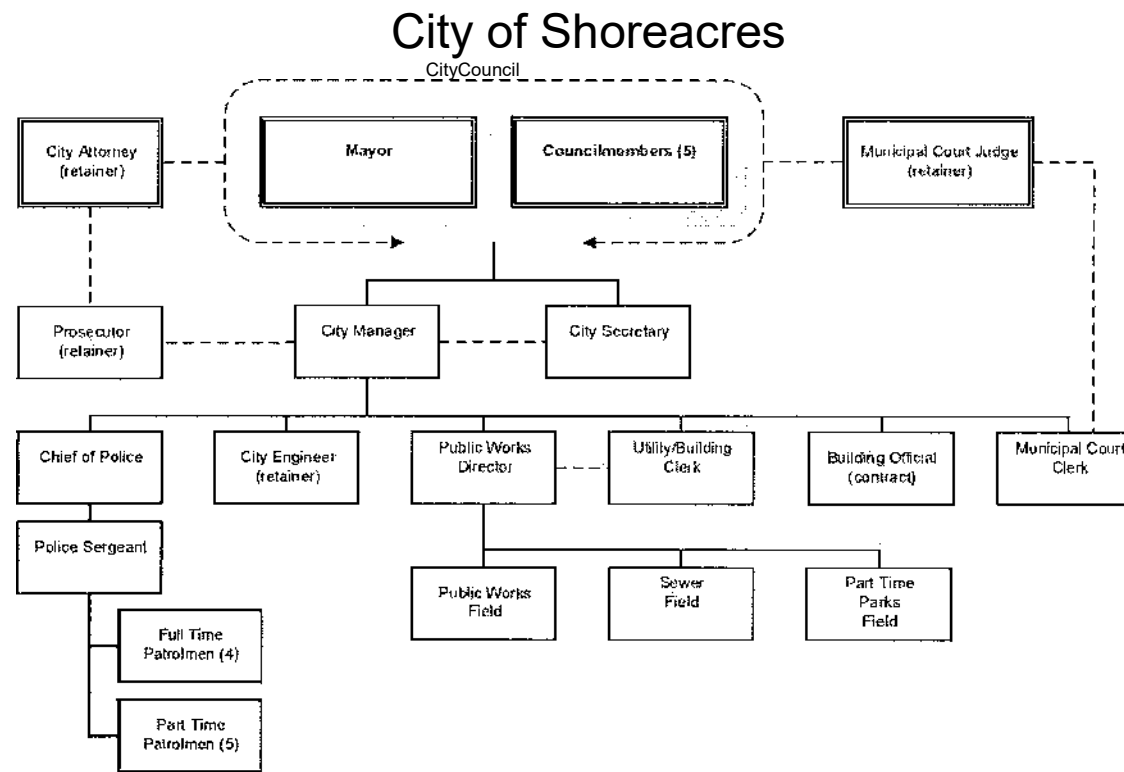 City of Shoreacres
CityCouncil
City Attorney
(retainer)
Mayor
Councilmembers (5)
Municipal Court Judge
(retainer)
Prosecutor
(retainer)
City Manager
City Secretary
Chief of Police
City Engineer
(retainer)
Public Works
Director
Utility/Building
Clerk
Building Official
(contract)
Municipal Court
Clerk
Police Sergeant
Public Works
Field
Sewer
Field
Part Time
Parks
Field
Full Time
Patrolmen (4)
Part Time
Patrolmen (5)